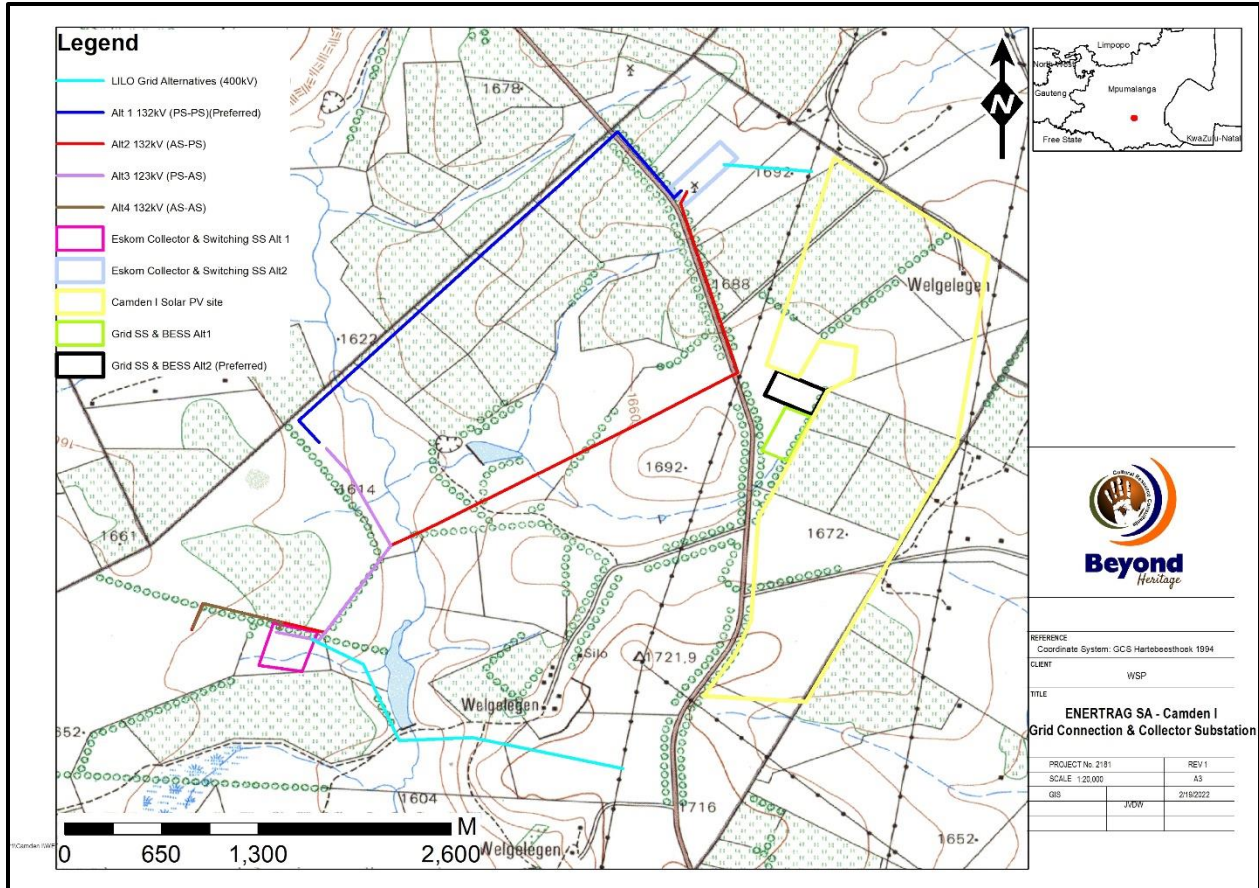 Legend
LILO Grid Alternatives (400kV)
Alt 1 132kV (PS-PS)(Preferred)
Alt2 132kV (AS-PS)
Alt3 123kV (PS-AS)
Alt4 132kV (AS-AS)
Eskom Collector & Switching SS Alt 1
Eskom Collector & Switching SS Alt2
Camden I Solar PV site
Grid SS & BESS Alt1
Grid SS & BESS Alt2 (Preferred)
N
1678
1692
1688
Welgelegen
1622
1660
1692
1614
1661
1672
Silo
1721,9
Welgelegen
1652
1604
1716
1652
Welgelegen
M
0 650 1,300 2,600
Limpopo
North West
Gauteng
Mpumalanga
Free State
KwaZulu-Natal
Beyond
Heritage
REFERENCE
Coordinate System: GCS Hartebeesthoek 1994
CLIENT
WSP
TITLE
ENERTRAG SA - Camden I
Grid Connection & Collector Substation
PROJECT No. 2181 REV 1
SCALE 1:20,000 A3
GIS JVDW 2/19/2022